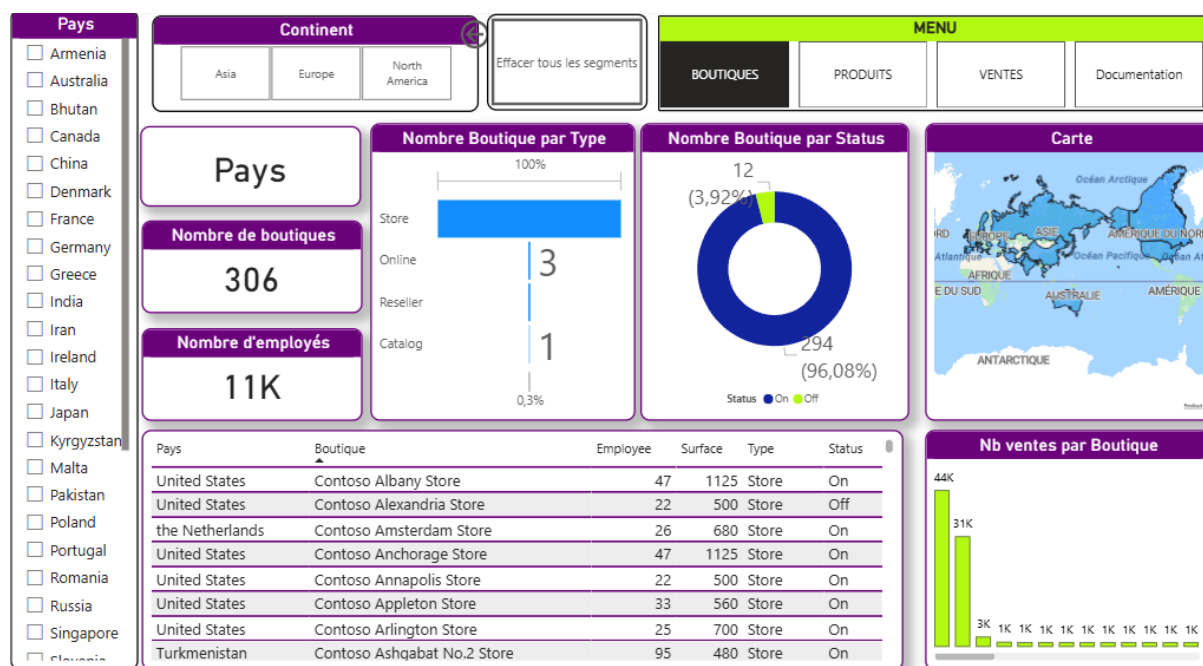 Pays
Armenia
Australia
Bhutan
Canada
China
Denmark
France
Germany
Greece
India
Iran
Ireland
Italy
Japan
Kyrgyzstan
Malta
Pakistan
Poland
Portugal
Romania
Russia
Singapore
Slovenia
Continent
Asia
Europe
North
America
Effacer tous les segments
MENU
BOUTIQUES
PRODUITS
VENTES
Documentation
Pays
Nombre de boutiques
306
Nombre d'employés
11K
Nombre Boutique par Type
100%
Store
Online
3
Reseller
Catalog
1
0,3%
Nombre Boutique par Status
12
(3,92%)
294
(96,08%)
Status On Off
Carte
Océan Arctique
RD EUROPE ASIE AMÉRIQUE DU NOR
Atlantique Océan Pacifique Océan At
AFRIQUE
E DU SUD AUSTRALIE AMÉRIQUE
ANTARCTIQUE
Pays Boutique Employee Surface Type Status
United States Contoso Albany Store 47 1125 Store On
United States Contoso Alexandria Store 22 500 Store Off
the Netherlands Contoso Amsterdam Store 26 680 Store On
United States Contoso Anchorage Store 47 1125 Store On
United States Contoso Annapolis Store 22 500 Store On
United States Contoso Appleton Store 33 560 Store On
United States Contoso Arlington Store 25 700 Store On
Turkmenistan Contoso Ashgabat No.2 Store 95 480 Store On
Nb ventes par Boutique
44K
31K
3K 1K 1K 1K 1K 1K 1K 1K 1K 1K 1K